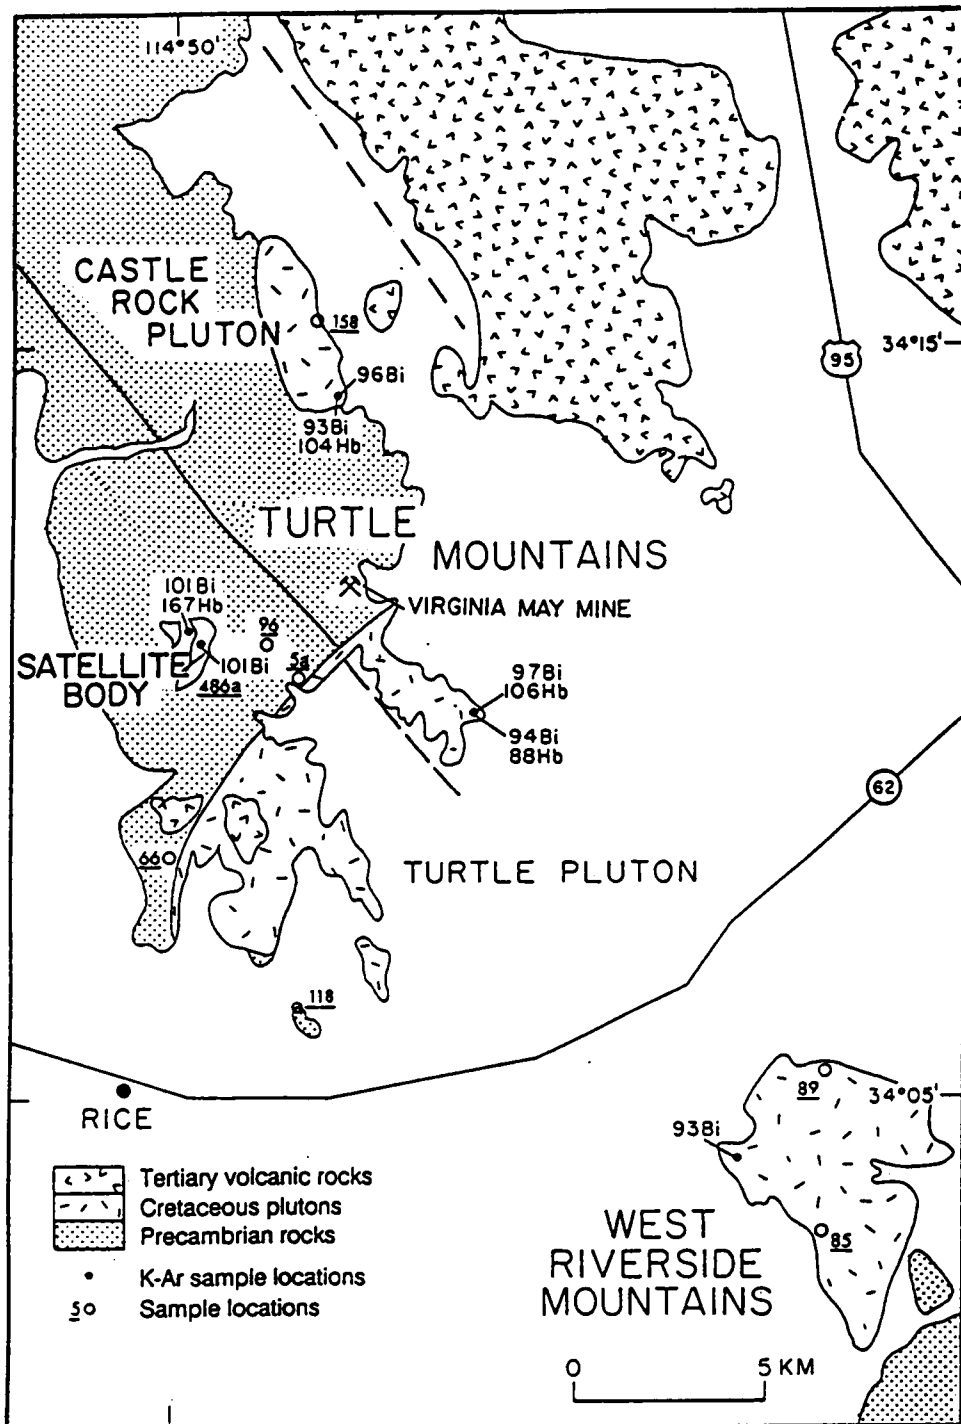 114°50'
CASTLE
ROCK
PLUTON
158
95
34°15'
96Bi
93Bi
104Hb
TURTLE
MOUNTAINS
VIRGINIA MAY MINE
101Bi
167Hb
96
5a
SATELLITE
BODY
101Bi
486a
97Bi
106Hb
94Bi
88Hb
62
66
TURTLE PLUTON
118
RICE
89
34°05'
93Bi
85
WEST
RIVERSIDE
MOUNTAINS
Tertiary volcanic rocks
Cretaceous plutons
Precambrian rocks
K-Ar sample locations
5 Sample locations
0 5 KM